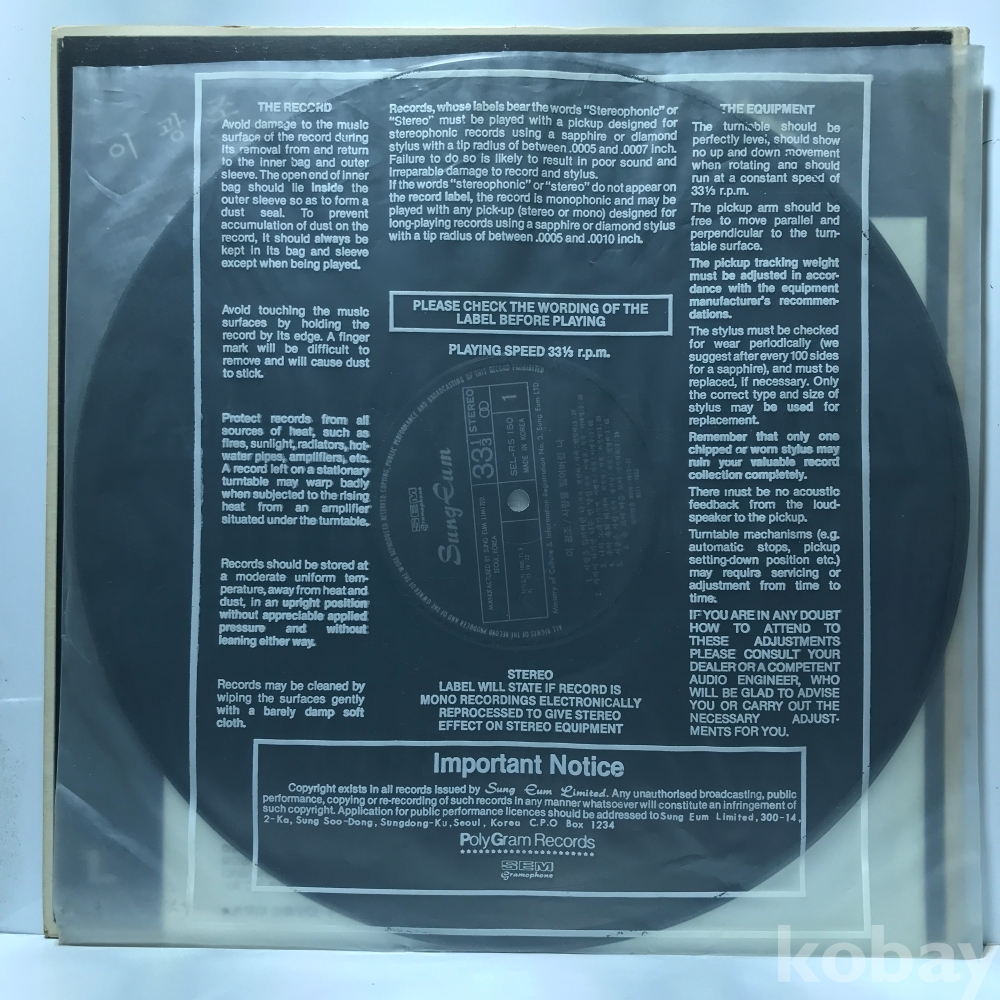 이 광 조
THE RECORD
Avoid damage to the music
surface of the record during
its removal from and return
to the inner bag and outer
sleeve. The open end of inner
bag should lie inside the
outer sleeve so as to form a
dust seal. To prevent
accumulation of dust on the
record, it should always be
kept in its bag and sleeve
except when being played.
Avoid touching the music
surfaces by holding the
record by its edge. A finger
mark will be difficult to
remove and will cause dust
to stick.
Protect records from all
sources of heat, such as
fires, sunlight, radiators, hot-
water pipes, amplifiers, etc.
A record left on a stationary
turntable may warp badly
when subjected to the rising
heat from an amplifier
situated under the turntable.
Records should be stored at
a moderate uniform tem-
perature, away from heat and
dust, in an upright position
without appreciable applied
pressure and without
leaning either way.
Records may be cleaned by
wiping the surfaces gently
with a barely damp soft
cloth.
Records, whose labels bear the words "Stereophonic" or
"Stereo" must be played with a pickup designed for
stereophonic records using a sapphire or diamond
stylus with a tip radius of between .0005 and .0007 inch.
Failure to do so is likely to result in poor sound and
irreparable damage to record and stylus.
If the words "stereophonic" or "stereo" do not appear on
the record label, the record is monophonic and may be
played with any pick-up (stereo or mono) designed for
long-playing records using a sapphire or diamond stylus
with a tip radius of between .0005 and .0010 inch.
PLEASE CHECK THE WORDING OF THE
LABEL BEFORE PLAYING
PLAYING SPEED 33⅓ r.p.m.
SEM
Gramophone
Sung Eum
MANUFACTURED BY SUNG EUM LIMITED
SEOUL, KOREA
33⅓
STEREO
SEL-RS 150
1
MADE IN KOREA
STEREO
LABEL WILL STATE IF RECORD IS
MONO RECORDINGS ELECTRONICALLY
REPROCESSED TO GIVE STEREO
EFFECT ON STEREO EQUIPMENT
THE EQUIPMENT
The turntable should be
perfectly level, should show
no up and down movement
when rotating and should
run at a constant speed of
33⅓ r.p.m.
The pickup arm should be
free to move parallel and
perpendicular to the turn-
table surface.
The pickup tracking weight
must be adjusted in accor-
dance with the equipment
manufacturer's recommen-
dations.
The stylus must be checked
for wear periodically (we
suggest after every 100 sides
for a sapphire), and must be
replaced, if necessary. Only
the correct type and size of
stylus may be used for
replacement.
Remember that only one
chipped or worn stylus may
ruin your valuable record
collection completely.
There must be no acoustic
feedback from the loud-
speaker to the pickup.
Turntable mechanisms (e.g.
automatic stops, pickup
setting-down position etc.)
may require servicing or
adjustment from time to
time.
IF YOU ARE IN ANY DOUBT
HOW TO ATTEND TO
THESE ADJUSTMENTS
PLEASE CONSULT YOUR
DEALER OR A COMPETENT
AUDIO ENGINEER, WHO
WILL BE GLAD TO ADVISE
YOU OR CARRY OUT THE
NECESSARY ADJUST-
MENTS FOR YOU.
Important Notice
Copyright exists in all records issued by Sung Eum Limited. Any unauthorised broadcasting, public
performance, copying or re-recording of such records in any manner whatsoever will constitute an infringement of
such copyright. Application for public performance licences should be addressed to Sung Eum Limited, 300-14,
2-Ka, Sung Soo-Dong, Sungdong-Ku, Seoul, Korea C.P.O Box 1234
PolyGram Records
SEM
Gramophone
kobay